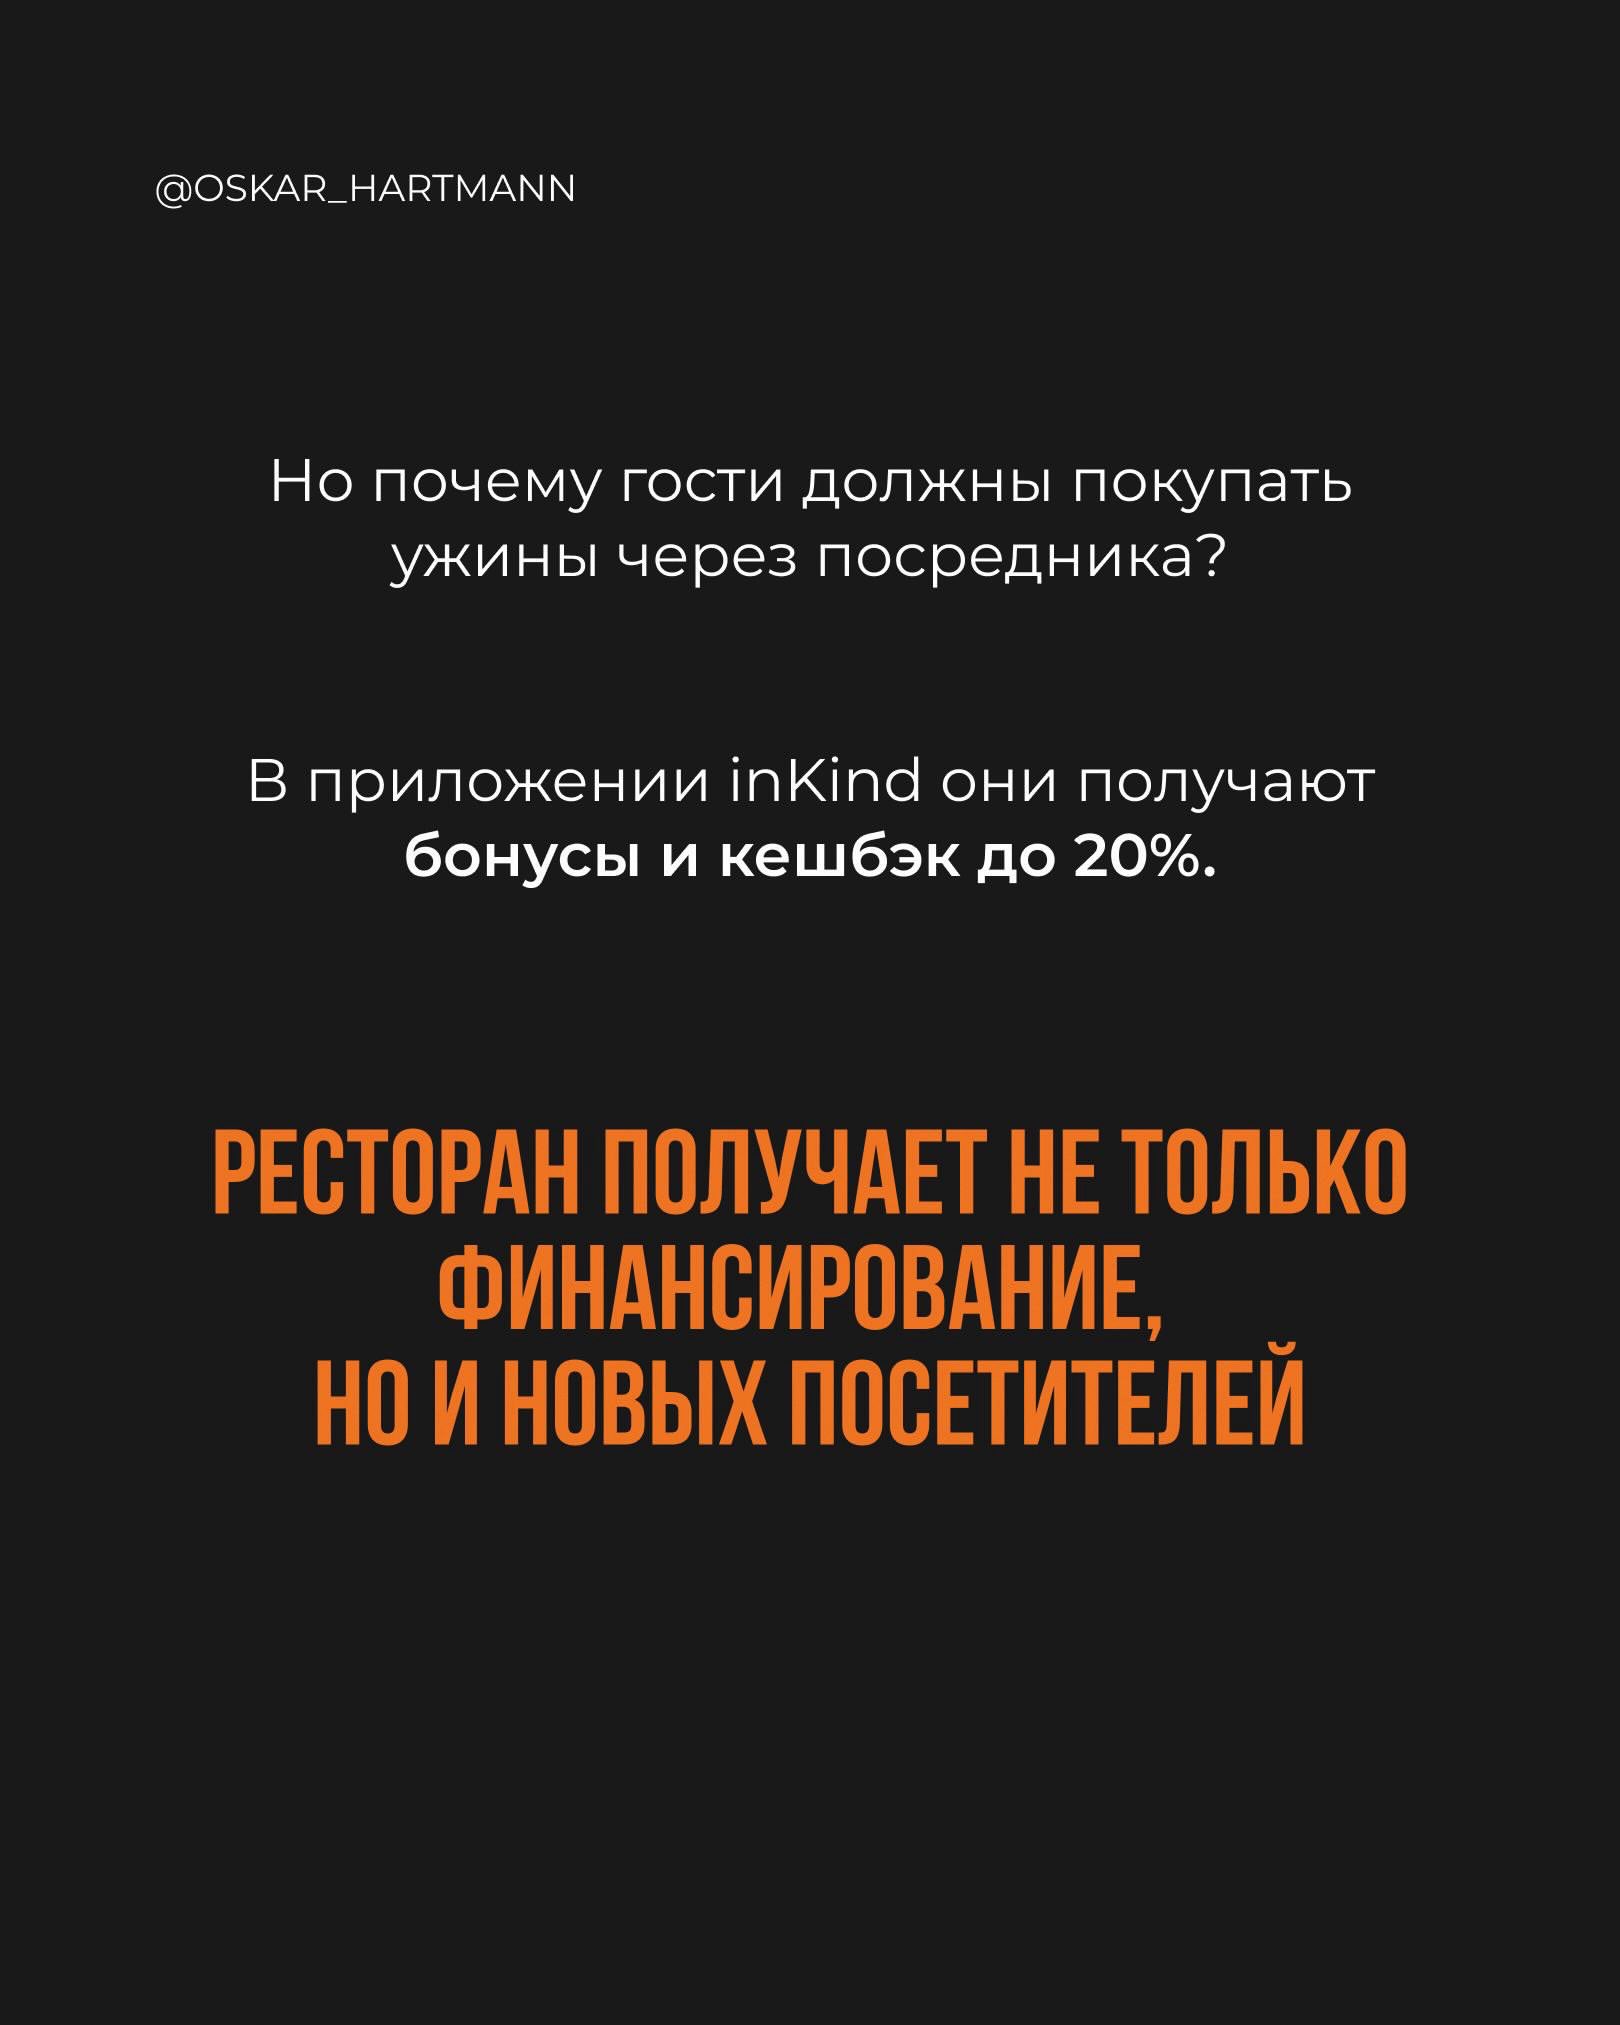 @OSKAR_HARTMANN
Но почему гости должны покупать
ужины через посредника?
В приложении inKind они получают
бонусы и кешбэк до 20%.
РЕСТОРАН ПОЛУЧАЕТ НЕ ТОЛЬКО
ФИНАНСИРОВАНИЕ,
НО И НОВЫХ ПОСЕТИТЕЛЕЙ